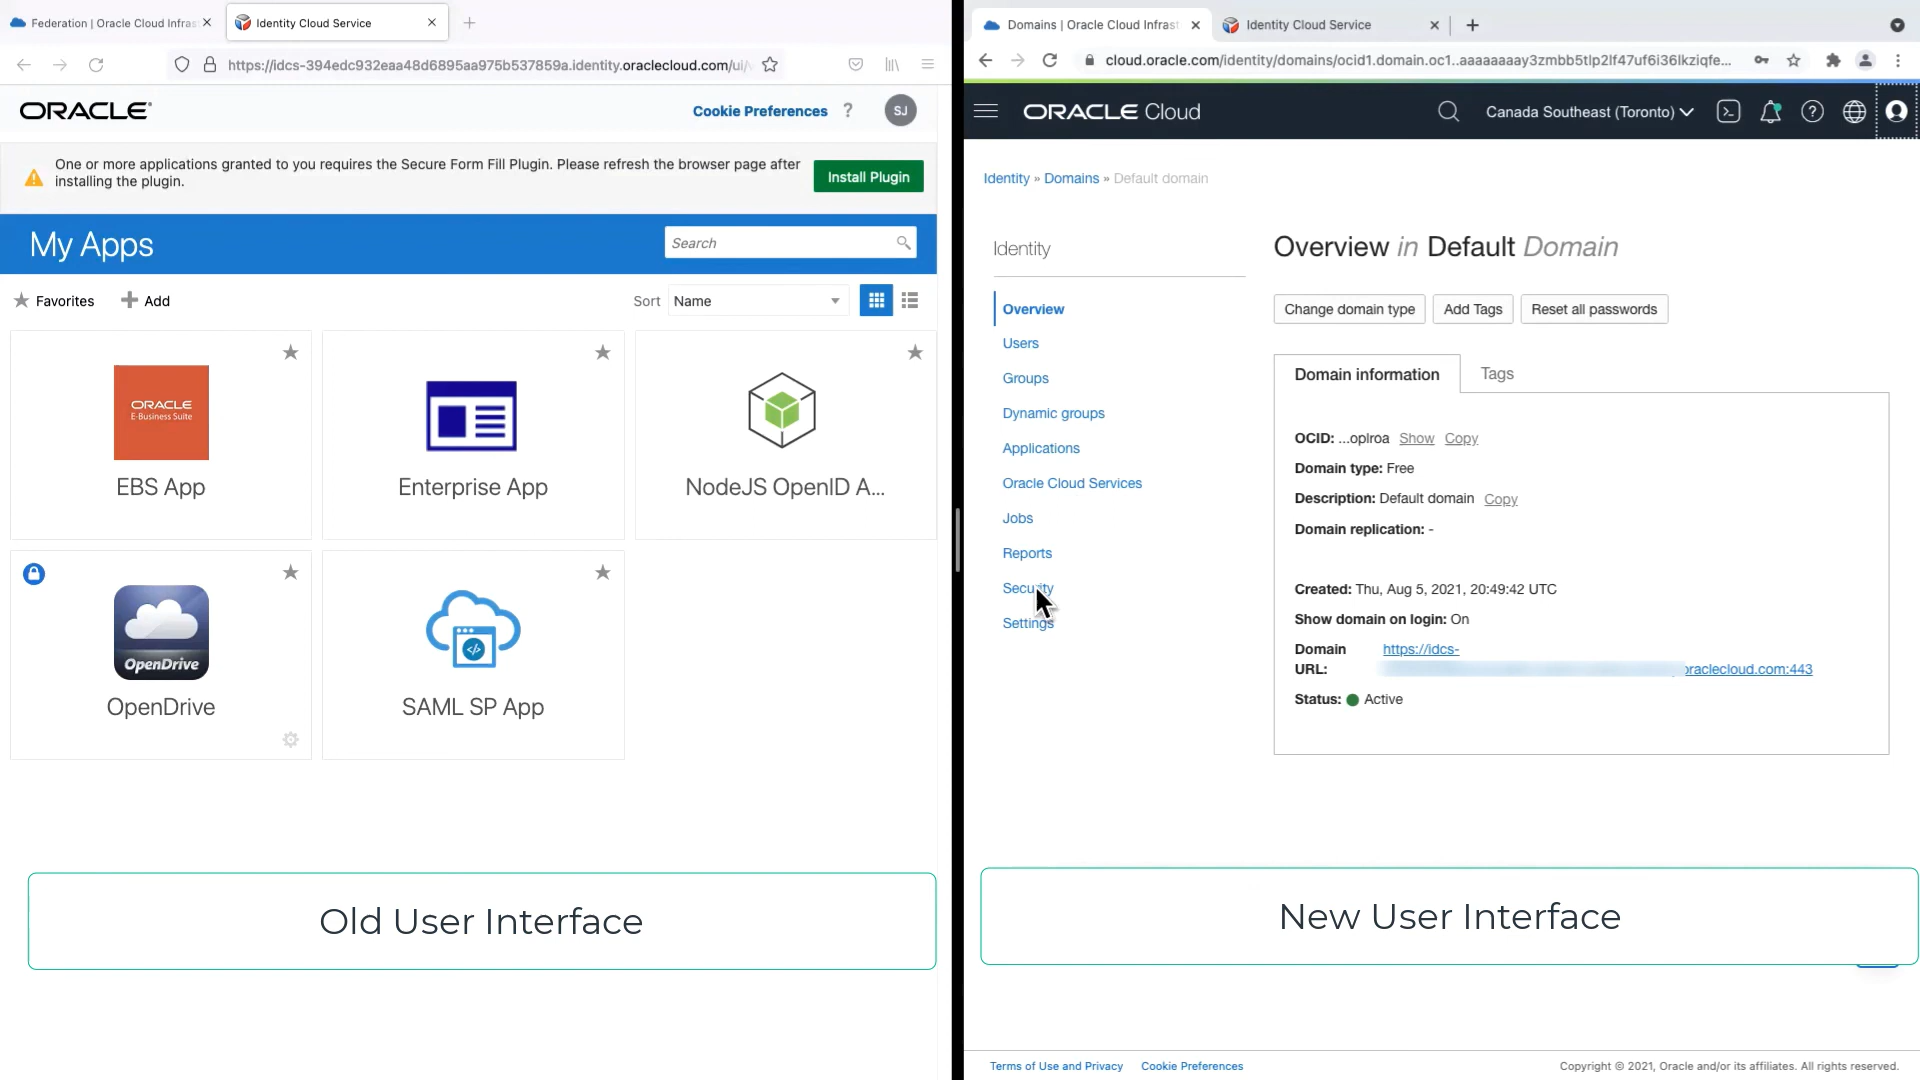 Federation | Oracle Cloud Infras
Identity Cloud Service
https://idcs-394edc932eaa48d6895aa975b537859a.identity.oraclecloud.com/ui/
ORACLE
Cookie Preferences ? SJ
One or more applications granted to you requires the Secure Form Fill Plugin. Please refresh the browser page after
installing the plugin.
Install Plugin
My Apps
Search
Favorites
Add
Sort Name
ORACLE
E-Business Suite
EBS App
Enterprise App
NodeJS OpenID A...
OpenDrive
OpenDrive
SAML SP App
Old User Interface
Domains | Oracle Cloud Infrast
Identity Cloud Service
cloud.oracle.com/identity/domains/ocid1.domain.oc1..aaaaaaaay3zmbb5tlp2lf47uf6i36lkziqfe...
ORACLE Cloud
Canada Southeast (Toronto)
Identity » Domains » Default domain
Identity
Overview
Users
Groups
Dynamic groups
Applications
Oracle Cloud Services
Jobs
Reports
Security
Settings
Overview in Default Domain
Change domain type
Add Tags
Reset all passwords
Domain information
Tags
OCID: ...oplroa Show Copy
Domain type: Free
Description: Default domain Copy
Domain replication: -
Created: Thu, Aug 5, 2021, 20:49:42 UTC
Show domain on login: On
Domain https://idcs-
URL: oraclecloud.com:443
Status: Active
New User Interface
Terms of Use and Privacy
Cookie Preferences
Copyright © 2021, Oracle and/or its affiliates. All rights reserved.